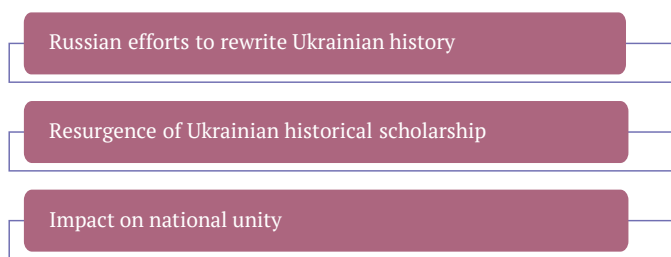 Russian efforts to rewrite Ukrainian history
Resurgence of Ukrainian historical scholarship
Impact on national unity